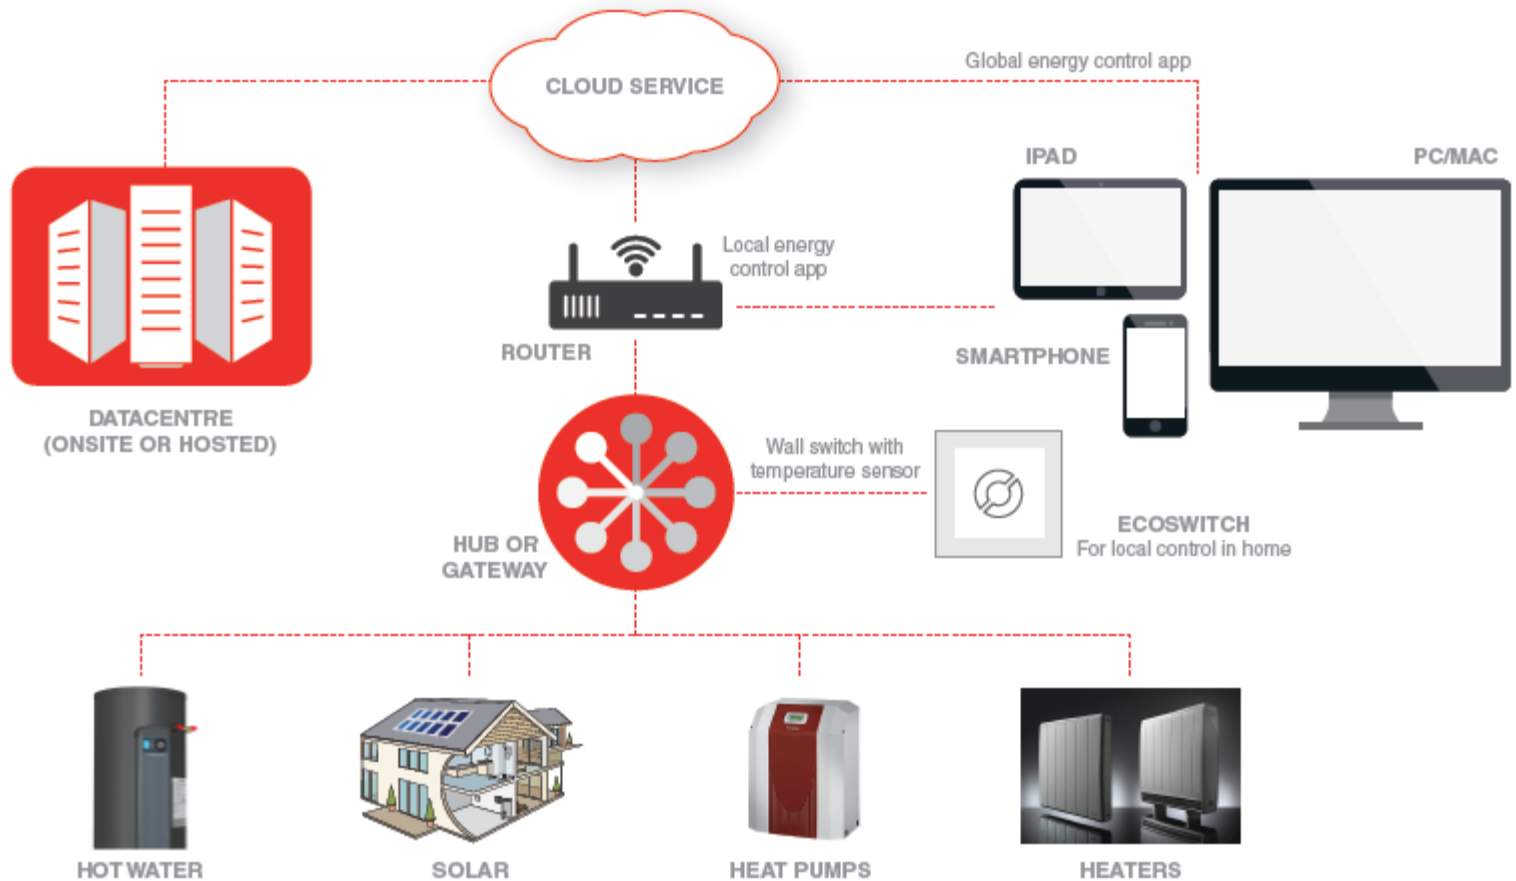 CLOUD SERVICE
Global energy control app
IPAD
PC/MAC
Local energy
control app
ROUTER
SMARTPHONE
DATACENTRE
(ONSITE OR HOSTED)
Wall switch with
temperature sensor
ECOSWITCH
For local control in home
HUB OR
GATEWAY
HOT WATER
SOLAR
HEAT PUMPS
HEATERS